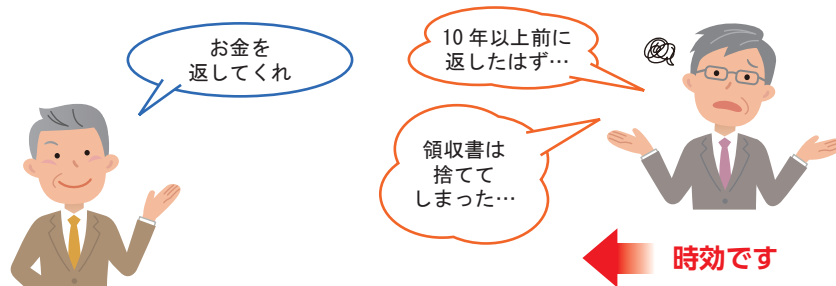 お金を
返してくれ
10年以上前に
返したはず…
領収書は
捨てて
しまった…
時効です